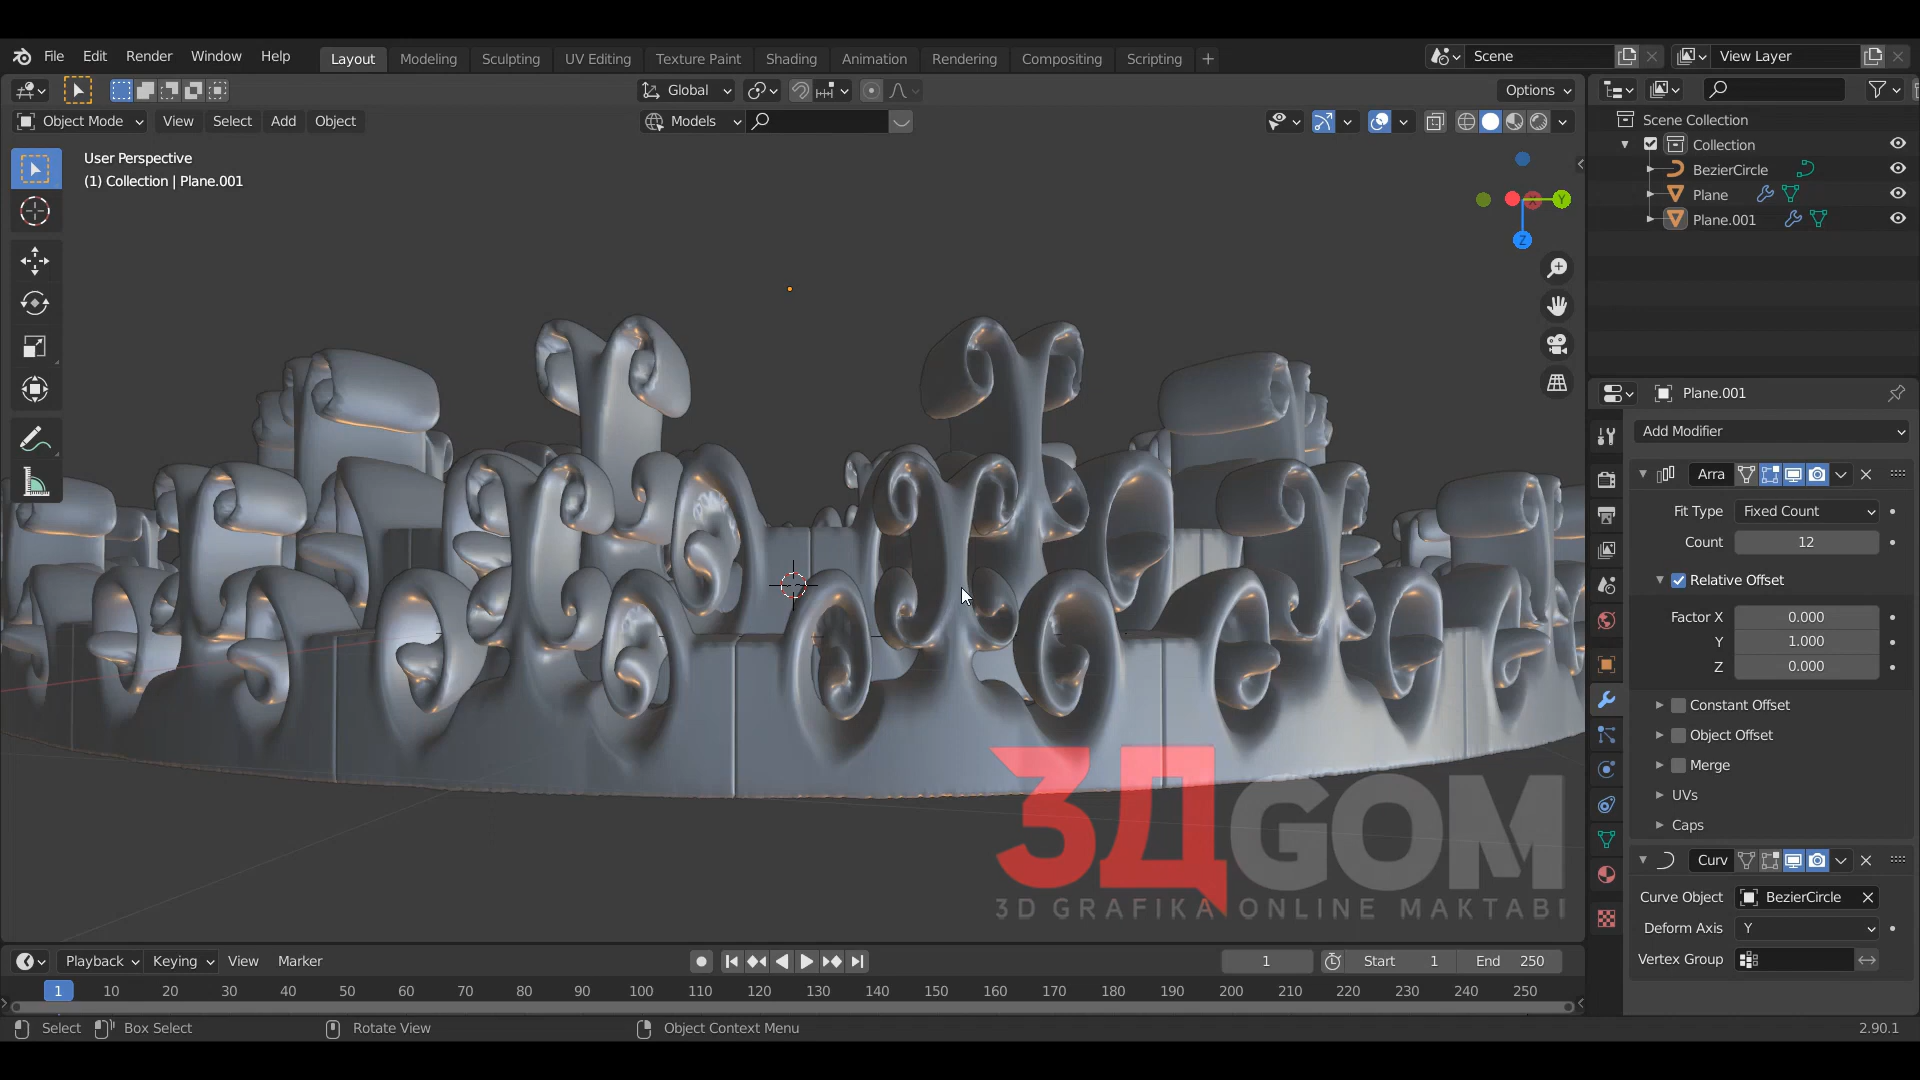 File Edit Render Window Help Layout Modeling Sculpting UV Editing Texture Paint Shading Animation Rendering Compositing Scripting + Scene View Layer
Global Options
Object Mode View Select Add Object Models
User Perspective
(1) Collection | Plane.001
Y
X
Z
Scene Collection
Collection
BezierCircle
Plane
Plane.001
Plane.001
Add Modifier
Arra
Fit Type Fixed Count
Count 12
Relative Offset
Factor X 0.000
Y 1.000
Z 0.000
Constant Offset
Object Offset
Merge
UVs
Caps
Curv
Curve Object BezierCircle
Deform Axis Y
Vertex Group
3ДGOM
3D GRAFIKA ONLINE MAKTABI
Playback Keying View Marker 1 Start 1 End 250
1 10 20 30 40 50 60 70 80 90 100 110 120 130 140 150 160 170 180 190 200 210 220 230 240 250
Select Box Select Rotate View Object Context Menu 2.90.1